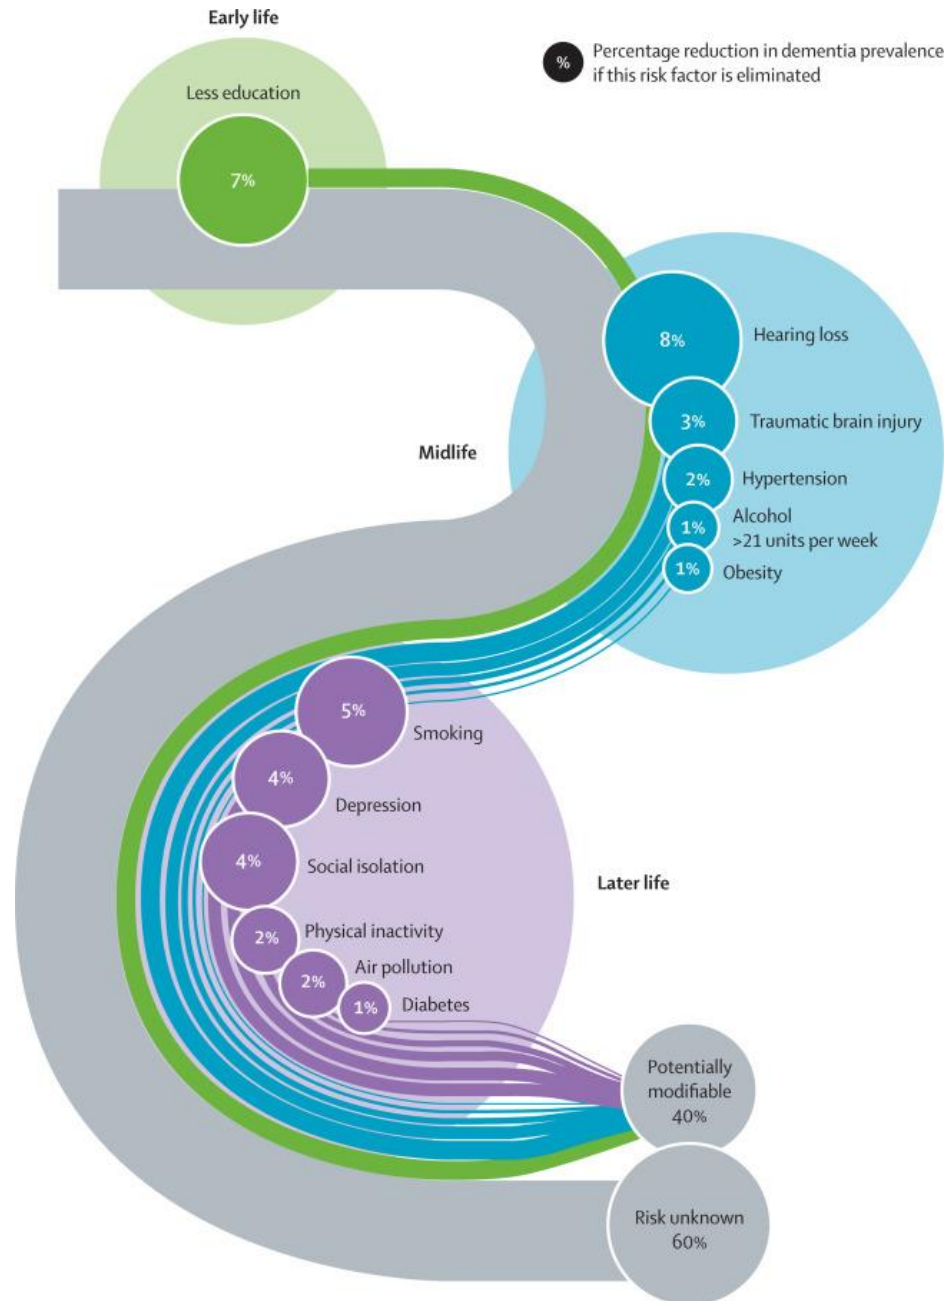 Early life
%
Percentage reduction in dementia prevalence
if this risk factor is eliminated
Less education
7%
8%
Hearing loss
3%
Traumatic brain injury
Midlife
2%
Hypertension
1%
Alcohol
>21 units per week
1%
Obesity
5%
Smoking
4%
Depression
4%
Social isolation
Later life
2%
Physical inactivity
2%
Air pollution
1%
Diabetes
Potentially
modifiable
40%
Risk unknown
60%